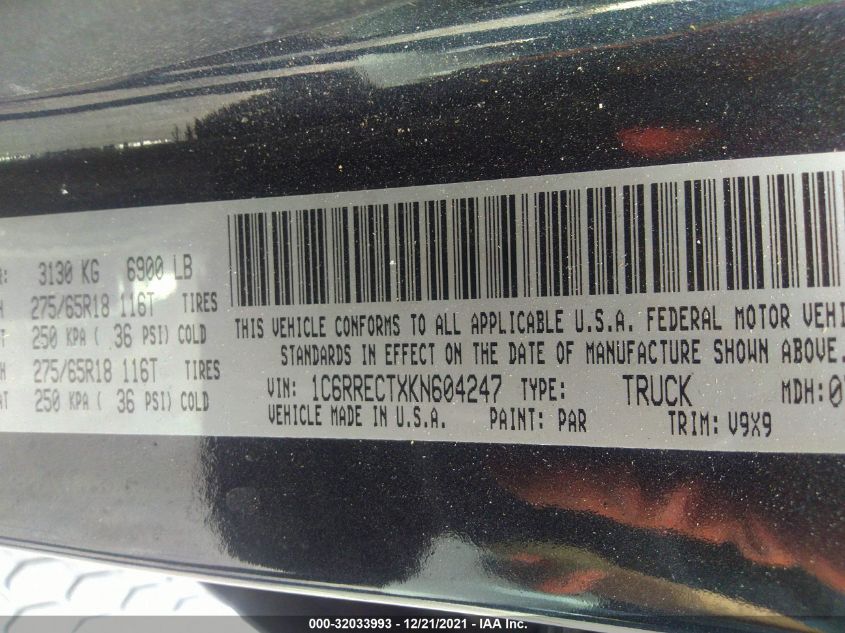 3130 KG 6900 LB
275/65R18 116T TIRES
250 KPA ( 36 PSI) COLD
275/65R18 116T TIRES
250 KPA ( 36 PSI) COLD
THIS VEHICLE CONFORMS TO ALL APPLICABLE U.S.A. FEDERAL MOTOR
STANDARDS IN EFFECT ON THE DATE OF MANUFACTURE SHOWN ABOVE.
VIN: 1C6RRECTXKN604247 TYPE: TRUCK MDH:
VEHICLE MADE IN U.S.A. PAINT: PAR TRIM: V9X9
000-32033993 - 12/21/2021 - IAA Inc.